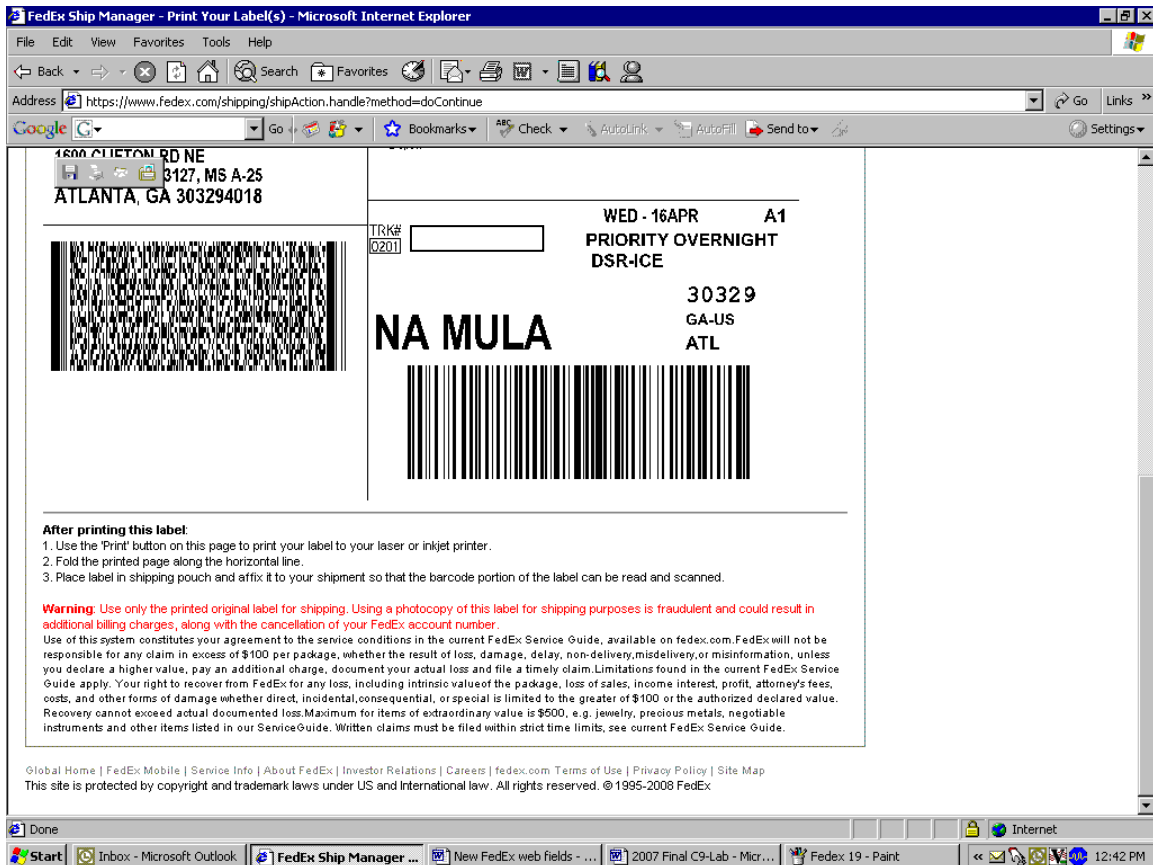 FedEx Ship Manager - Print Your Label(s) - Microsoft Internet Explorer
File Edit View Favorites Tools Help
Back Search Favorites
Address https://www.fedex.com/shipping/shipAction.handle?method=doContinue Go Links »
Google G Go Bookmarks ABC Check AutoLink AutoFill Send to Settings
1600 CLIFTON RD NE
3127, MS A-25
ATLANTA, GA 303294018
WED - 16APR A1
TRK#
0201
PRIORITY OVERNIGHT
DSR-ICE
30329
NA MULA
GA-US
ATL
After printing this label:
1. Use the 'Print' button on this page to print your label to your laser or inkjet printer.
2. Fold the printed page along the horizontal line.
3. Place label in shipping pouch and affix it to your shipment so that the barcode portion of the label can be read and scanned.
Warning: Use only the printed original label for shipping. Using a photocopy of this label for shipping purposes is fraudulent and could result in
additional billing charges, along with the cancellation of your FedEx account number.
Use of this system constitutes your agreement to the service conditions in the current FedEx Service Guide, available on fedex.com.FedEx will not be
responsible for any claim in excess of $100 per package, whether the result of loss, damage, delay, non-delivery,misdelivery,or misinformation, unless
you declare a higher value, pay an additional charge, document your actual loss and file a timely claim.Limitations found in the current FedEx Service
Guide apply. Your right to recover from FedEx for any loss, including intrinsic valueof the package, loss of sales, income interest, profit, attorney's fees,
costs, and other forms of damage whether direct, incidental,consequential, or special is limited to the greater of $100 or the authorized declared value.
Recovery cannot exceed actual documented loss.Maximum for items of extraordinary value is $500, e.g. jewelry, precious metals, negotiable
instruments and other items listed in our ServiceGuide. Written claims must be filed within strict time limits, see current FedEx Service Guide.
Global Home | FedEx Mobile | Service Info | About FedEx | Investor Relations | Careers | fedex.com Terms of Use | Privacy Policy | Site Map
This site is protected by copyright and trademark laws under US and International law. All rights reserved. © 1995-2008 FedEx
Done Internet
Start Inbox - Microsoft Outlook FedEx Ship Manager ... New FedEx web fields - ... 2007 Final C9-Lab - Micr... Fedex 19 - Paint « 12:42 PM